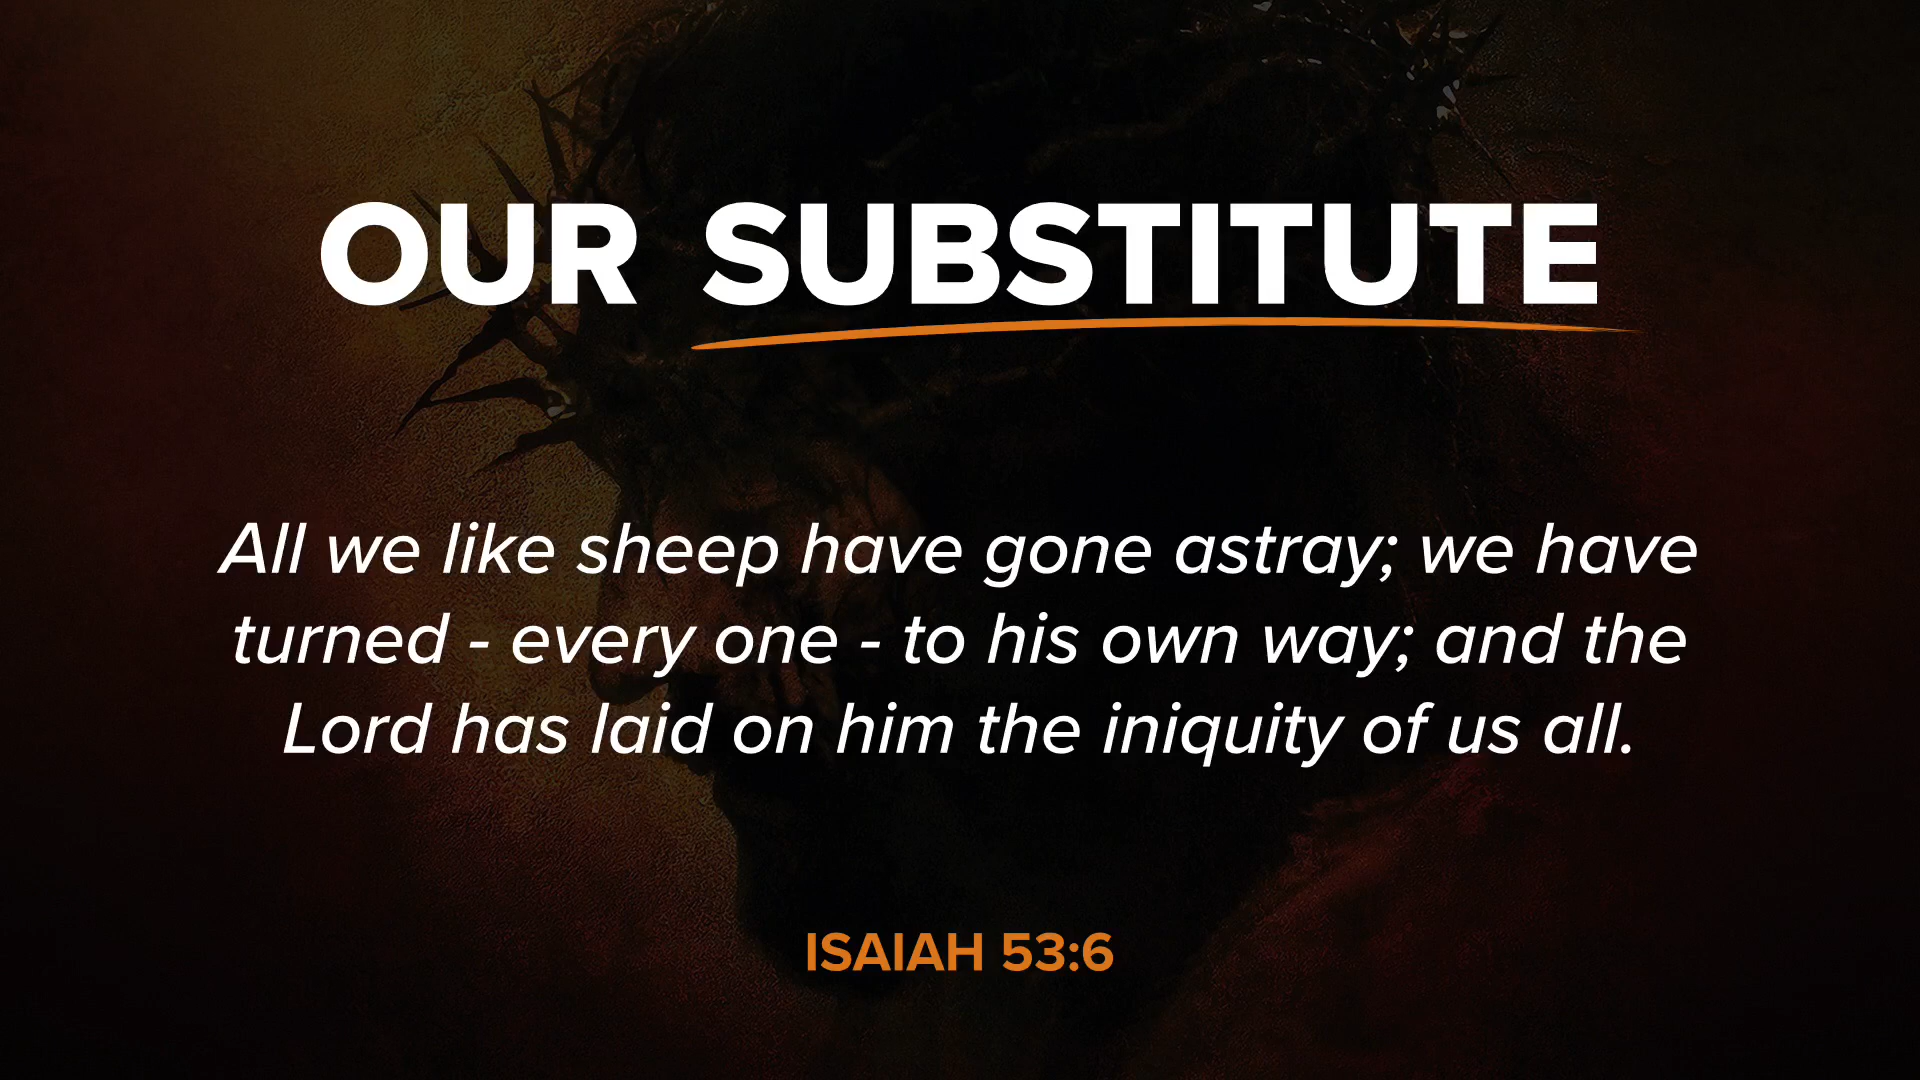 OUR SUBSTITUTE
All we like sheep have gone astray; we have
turned - every one - to his own way; and the
Lord has laid on him the iniquity of us all.
ISAIAH 53:6